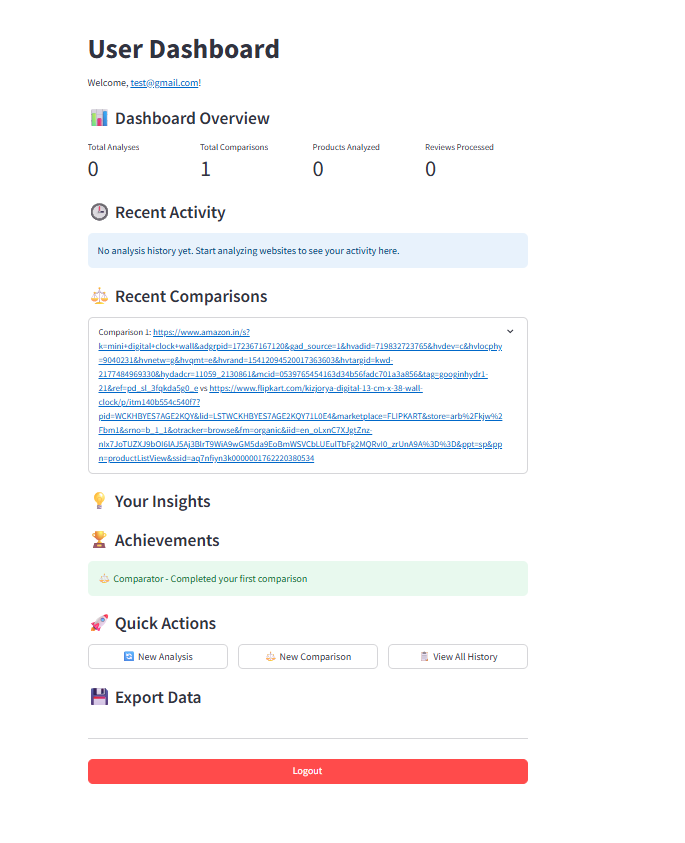 User Dashboard
Welcome, test@gmail.com!
Dashboard Overview
Total Analyses
0
Total Comparisons
1
Products Analyzed
0
Reviews Processed
0
Recent Activity
No analysis history yet. Start analyzing websites to see your activity here.
Recent Comparisons
Comparison 1: https://www.amazon.in/s?
k=mini+digital+clock+wall&adgrpid=172367167120&gad_source=1&hvadid=719832723765&hvdev=c&hvlocphy
=9040231&hvnetw=g&hvqmt=e&hvrand=15412094520017363603&hvtargid=kwd-
2177484969330&hydadcr=11059_2130861&mcid=0539765454163d34b56fadc701a3a856&tag=googinhydr1-
21&ref=pd_sl_3fqkda5g0_e vs https://www.flipkart.com/kizjorya-digital-13-cm-x-38-wall-
clock/p/itm140b554c540f7?
pid=WCKHBYES7AGE2KQY&lid=LSTWCKHBYES7AGE2KQY71L0E4&marketplace=FLIPKART&store=arb%2Fkjw%2
Fbm1&srno=b_1_1&otracker=browse&fm=organic&iid=en_oLxnC7XJgtZnz-
nlx7JoTUZXJ9bOl6lAJ5Aj3BlrT9WiA9wGM5da9EoBmWSVCbLUEulTbFg2MQRvI0_zrUnA9A%3D%3D&ppt=sp&pp
n=productListView&ssid=aq7nfiyn3k0000001762220380534
Your Insights
Achievements
Comparator - Completed your first comparison
Quick Actions
New Analysis
New Comparison
View All History
Export Data
Logout